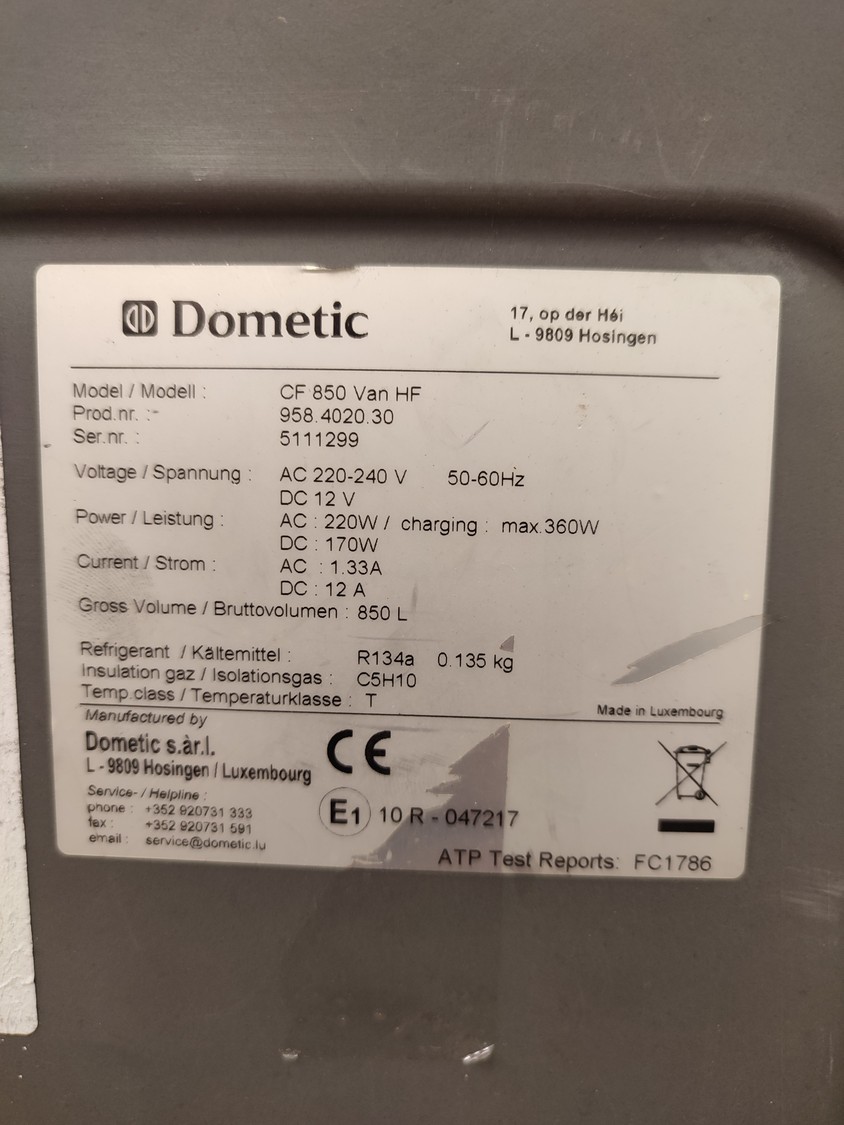 Dometic
17, op der Héi
L - 9809 Hosingen
Model / Modell : CF 850 Van HF
Prod.nr. : 958.4020.30
Ser.nr. : 5111299
Voltage / Spannung : AC 220-240 V 50-60Hz
DC 12 V
Power / Leistung : AC : 220W / charging : max.360W
DC : 170W
Current / Strom : AC : 1.33A
DC : 12 A
Gross Volume / Bruttovolumen : 850 L
Refrigerant / Kältemittel : R134a 0.135 kg
Insulation gaz / Isolationsgas : C5H10
Temp.class / Temperaturklasse : T
Made in Luxembourg
Manufactured by
Dometic s.àr.l.
L - 9809 Hosingen / Luxembourg
CE
Service- / Helpline :
phone : +352 920731 333
fax : +352 920731 591
email : service@dometic.lu
E1 10 R - 047217
ATP Test Reports: FC1786